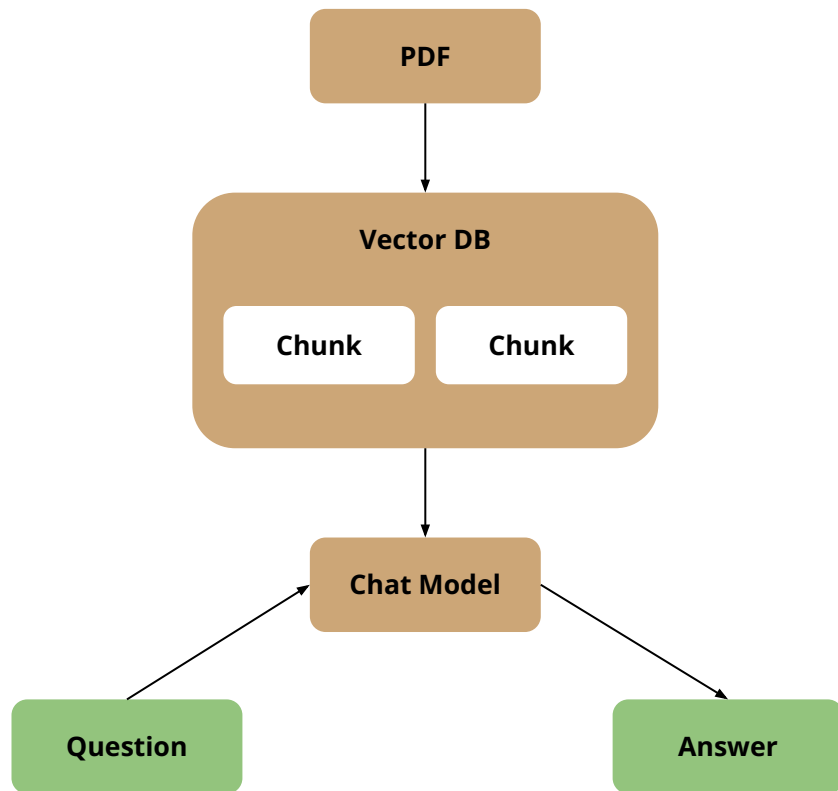 PDF
Vector DB
Chunk
Chunk
Chat Model
Question
Answer